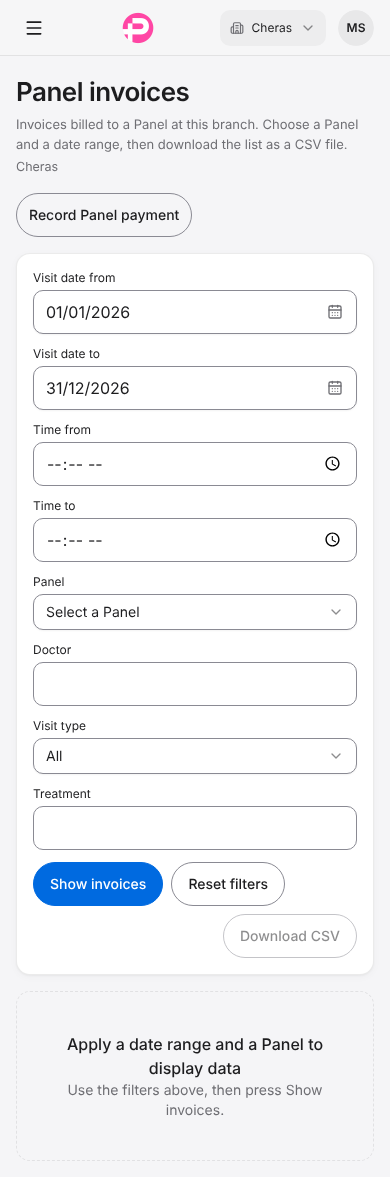 Cheras
MS
Panel invoices
Invoices billed to a Panel at this branch. Choose a Panel
and a date range, then download the list as a CSV file.
Cheras
Record Panel payment
Visit date from
01/01/2026
Visit date to
31/12/2026
Time from
--:-- --
Time to
--:-- --
Panel
Select a Panel
Doctor
Visit type
All
Treatment
Show invoices
Reset filters
Download CSV
Apply a date range and a Panel to
display data
Use the filters above, then press Show
invoices.